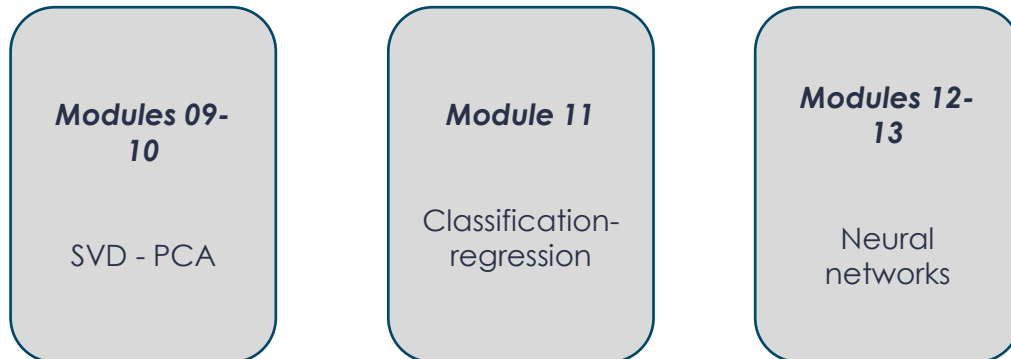 Modules 09-
10
SVD - PCA
Module 11
Classification-
regression
Modules 12-
13
Neural
networks